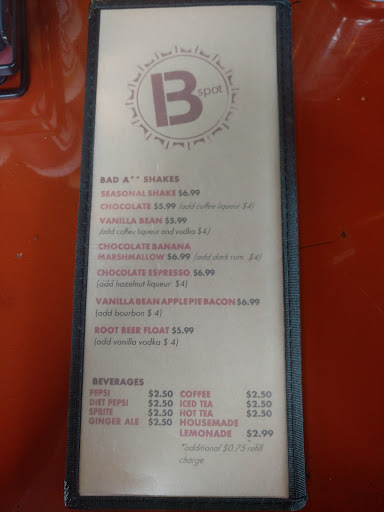 B spot
BAD A** SHAKES
SEASONAL SHAKE $6.99
CHOCOLATE $5.99 (add coffee liqueur $4)
VANILLA BEAN $5.99
(add coffee liqueur and vodka $4)
CHOCOLATE BANANA
MARSHMALLOW $6.99 (add dark rum $4)
CHOCOLATE ESPRESSO $6.99
(add hazelnut liqueur $4)
VANILLA BEAN APPLE PIE BACON $6.99
(add bourbon $ 4)
ROOT BEER FLOAT $5.99
(add vanilla vodka $ 4)
BEVERAGES
PEPSI $2.50
DIET PEPSI $2.50
SPRITE $2.50
GINGER ALE $2.50
COFFEE $2.50
ICED TEA $2.50
HOT TEA $2.50
HOUSEMADE
LEMONADE $2.99
*additional $0.75 refill
charge